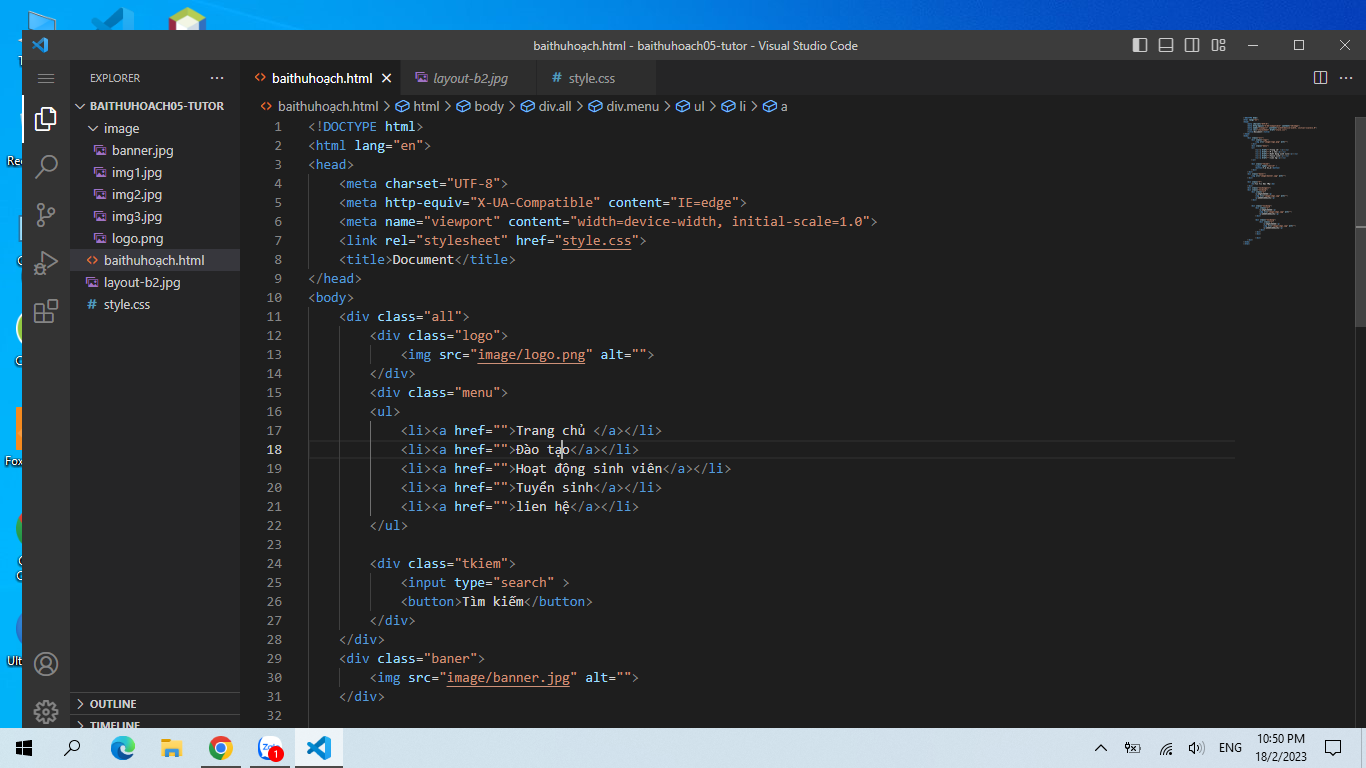 baithuhoạch.html - baithuhoach05-tutor - Visual Studio Code
EXPLORER
BAITHUHOACH05-TUTOR
image
banner.jpg
img1.jpg
img2.jpg
img3.jpg
logo.png
baithuhoạch.html
layout-b2.jpg
style.css
OUTLINE
TIMELINE
baithuhoạch.html layout-b2.jpg style.css
baithuhoạch.html > html > body > div.all > div.menu > ul > li > a
1 <!DOCTYPE html>
2 <html lang="en">
3 <head>
4 <meta charset="UTF-8">
5 <meta http-equiv="X-UA-Compatible" content="IE=edge">
6 <meta name="viewport" content="width=device-width, initial-scale=1.0">
7 <link rel="stylesheet" href="style.css">
8 <title>Document</title>
9 </head>
10 <body>
11 <div class="all">
12 <div class="logo">
13 <img src="image/logo.png" alt="">
14 </div>
15 <div class="menu">
16 <ul>
17 <li><a href="">Trang chủ </a></li>
18 <li><a href="">Đào tạo</a></li>
19 <li><a href="">Hoạt động sinh viên</a></li>
20 <li><a href="">Tuyển sinh</a></li>
21 <li><a href="">lien hệ</a></li>
22 </ul>
23
24 <div class="tkiem">
25 <input type="search" >
26 <button>Tìm kiếm</button>
27 </div>
28 </div>
29 <div class="baner">
30 <img src="image/banner.jpg" alt="">
31 </div>
32
1
ENG
10:50 PM
18/2/2023